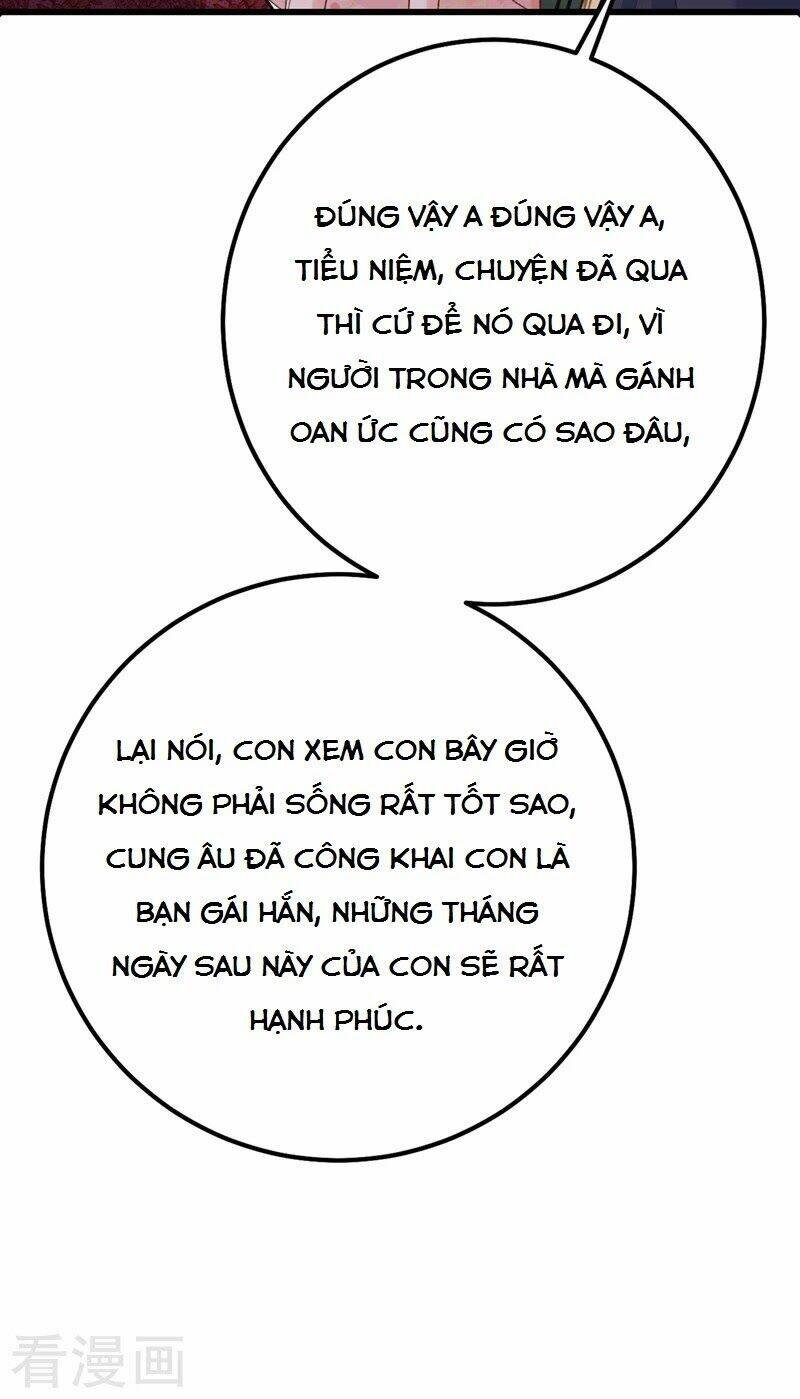 ĐÚNG VẬY A ĐÚNG VẬY A,
TIỂU NIỆM, CHUYỆN ĐÃ QUA
THÌ CỨ ĐỂ NÓ QUA ĐI, VÌ
NGƯỜI TRONG NHÀ MÀ GÁNH
OAN ỨC CŨNG CÓ SAO ĐÂU,
LẠI NÓI, CON XEM CON BÂY GIỜ
KHÔNG PHẢI SỐNG RẤT TỐT SAO,
CUNG ÂU ĐÃ CÔNG KHAI CON LÀ
BẠN GÁI HẮN, NHỮNG THÁNG
NGÀY SAU NÀY CỦA CON SẼ RẤT
HẠNH PHÚC.
看漫画